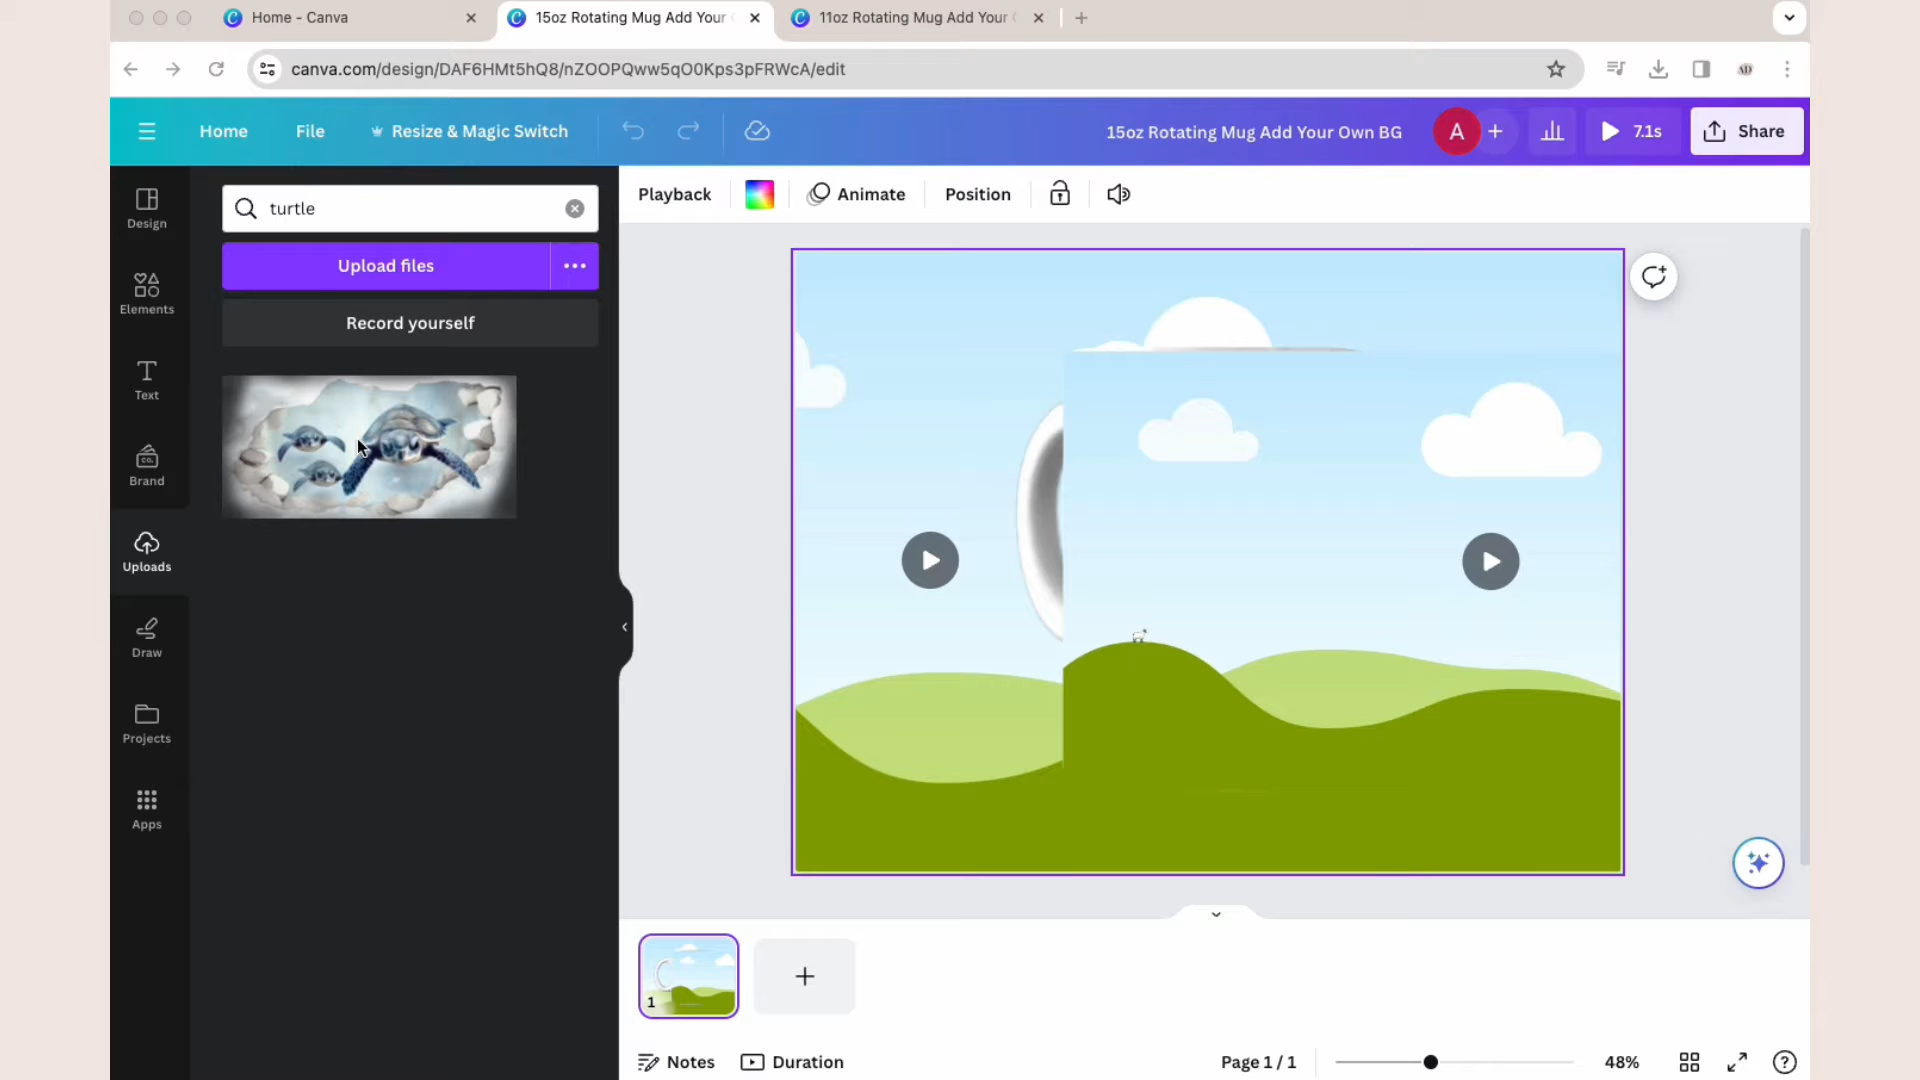 Home - Canva
15oz Rotating Mug Add Your
11oz Rotating Mug Add Your
canva.com/design/DAF6HMt5hQ8/nZOOPQww5qO0Kps3pFRWcA/edit
AD
Home
File
Resize & Magic Switch
15oz Rotating Mug Add Your Own BG
A
7.1s
Share
Design
Elements
Text
Brand
Uploads
Draw
Projects
Apps
turtle
Upload files
Record yourself
Playback
Animate
Position
1
Notes
Duration
Page 1 / 1
48%